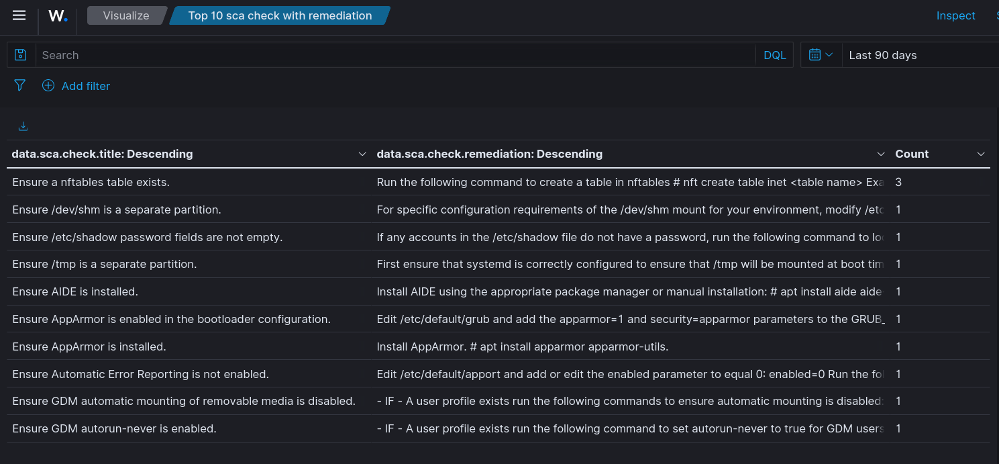 W.
Visualize
Top 10 sca check with remediation
Inspect
Search
DQL
Last 90 days
Add filter
data.sca.check.title: Descending data.sca.check.remediation: Descending Count
Ensure a nftables table exists. Run the following command to create a table in nftables # nft create table inet <table name> Exa 3
Ensure /dev/shm is a separate partition. For specific configuration requirements of the /dev/shm mount for your environment, modify /etc 1
Ensure /etc/shadow password fields are not empty. If any accounts in the /etc/shadow file do not have a password, run the following command to loc 1
Ensure /tmp is a separate partition. First ensure that systemd is correctly configured to ensure that /tmp will be mounted at boot tim 1
Ensure AIDE is installed. Install AIDE using the appropriate package manager or manual installation: # apt install aide aide 1
Ensure AppArmor is enabled in the bootloader configuration. Edit /etc/default/grub and add the apparmor=1 and security=apparmor parameters to the GRUB_ 1
Ensure AppArmor is installed. Install AppArmor. # apt install apparmor apparmor-utils. 1
Ensure Automatic Error Reporting is not enabled. Edit /etc/default/apport and add or edit the enabled parameter to equal 0: enabled=0 Run the fol 1
Ensure GDM automatic mounting of removable media is disabled. - IF - A user profile exists run the following commands to ensure automatic mounting is disabled: 1
Ensure GDM autorun-never is enabled. - IF - A user profile exists run the following command to set autorun-never to true for GDM users 1